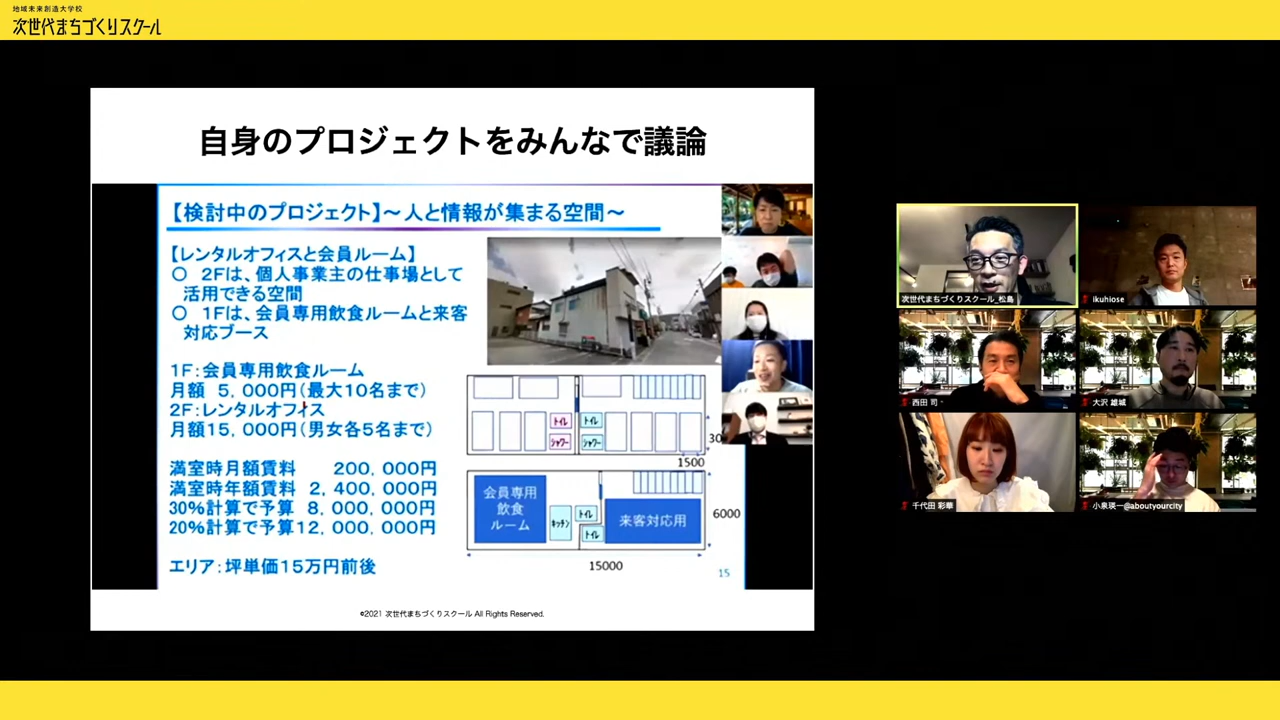 地域未来創造大学校
次世代まちづくりスクール
自身のプロジェクトをみんなで議論
【検討中のプロジェクト】～人と情報が集まる空間～
【レンタルオフィスと会員ルーム】
○ 2Fは、個人事業主の仕事場として
活用できる空間
○ 1Fは、会員専用飲食ルームと来客
対応ブース
1F：会員専用飲食ルーム
月額 5,000円（最大10名まで）
2F：レンタルオフィス
月額15,000円（男女各5名まで）
満室時月額賃料 200,000円
満室時年額賃料 2,400,000円
30%計算で予算 8,000,000円
20%計算で予算12,000,000円
エリア：坪単価15万円前後
トイレ トイレ
シャワー シャワー
30
1500
会員専用
飲食
ルーム
キッチン
トイレ
トイレ
来客対応用
6000
15000
15
©2021 次世代まちづくりスクール All Rights Reserved.
次世代まちづくりスクール_松島
ikuhiose
西田 司
大沢 雄城
千代田 彩華
小泉瑛一@aboutyourcity